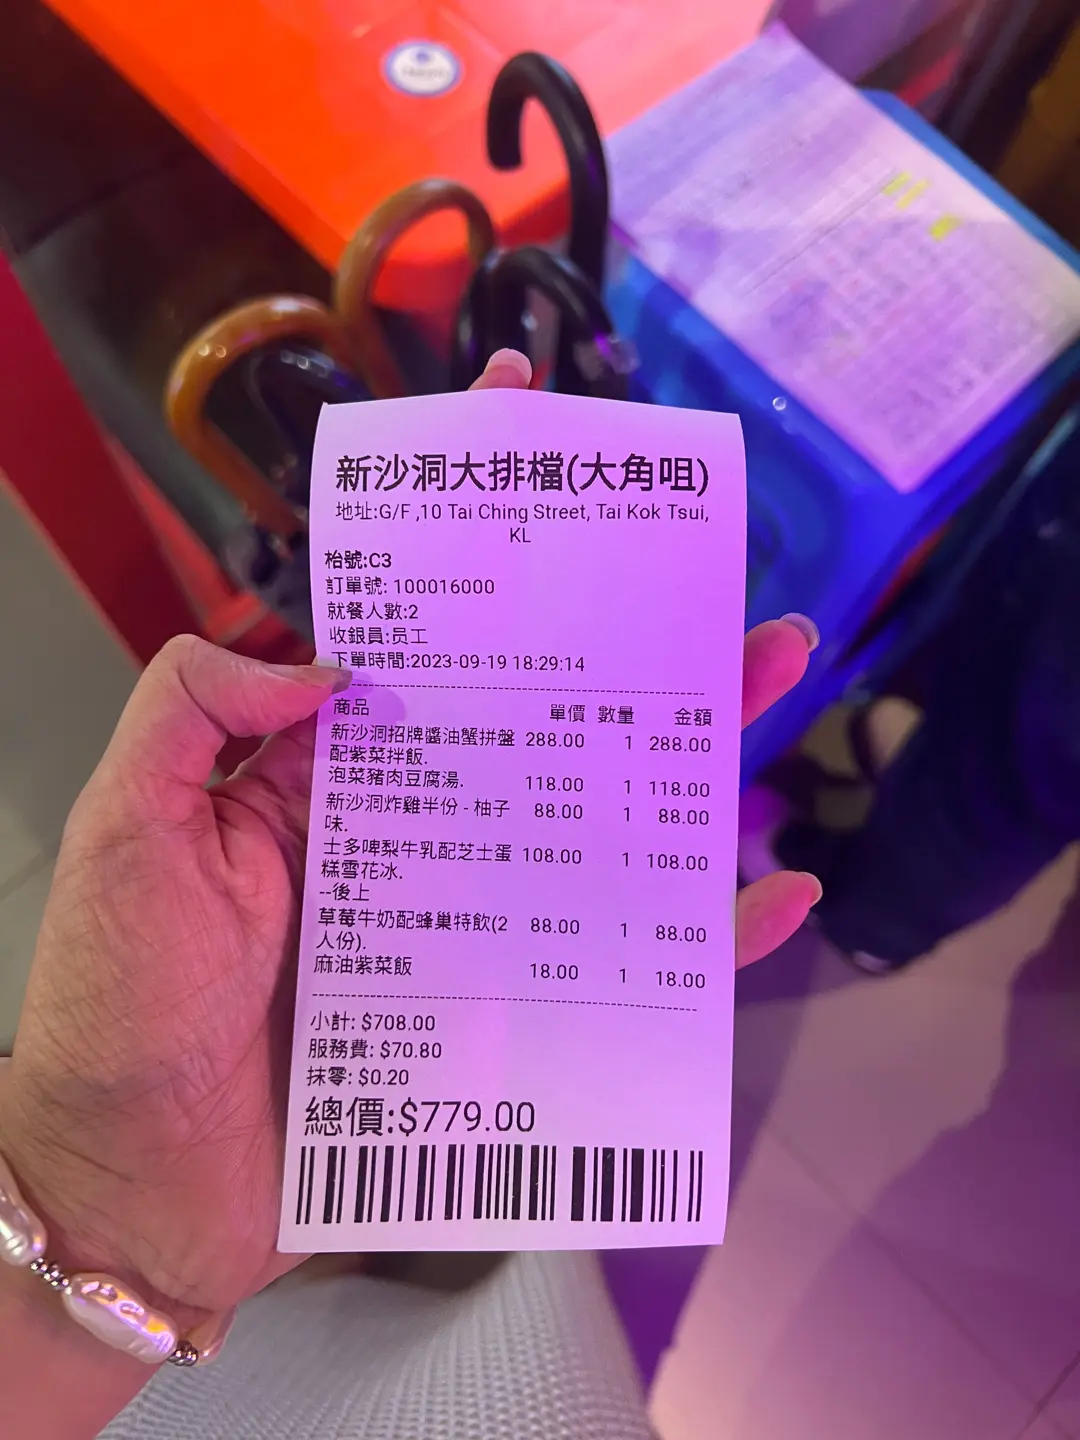 新沙洞大排檔(大角咀)
地址:G/F ,10 Tai Ching Street, Tai Kok Tsui,
KL
枱號:C3
訂單號: 100016000
就餐人數:2
收銀員:员工
下單時間:2023-09-19 18:29:14
商品 單價 數量 金額
新沙洞招牌醬油蟹拼盤 288.00 1 288.00
配紫菜拌飯.
泡菜豬肉豆腐湯. 118.00 1 118.00
新沙洞炸雞半份 - 柚子 88.00 1 88.00
味.
士多啤梨牛乳配芝士蛋 108.00 1 108.00
糕雪花冰.
--後上
草莓牛奶配蜂巢特飲(2 88.00 1 88.00
人份).
麻油紫菜飯 18.00 1 18.00
小計: $708.00
服務費: $70.80
抹零: $0.20
總價:$779.00